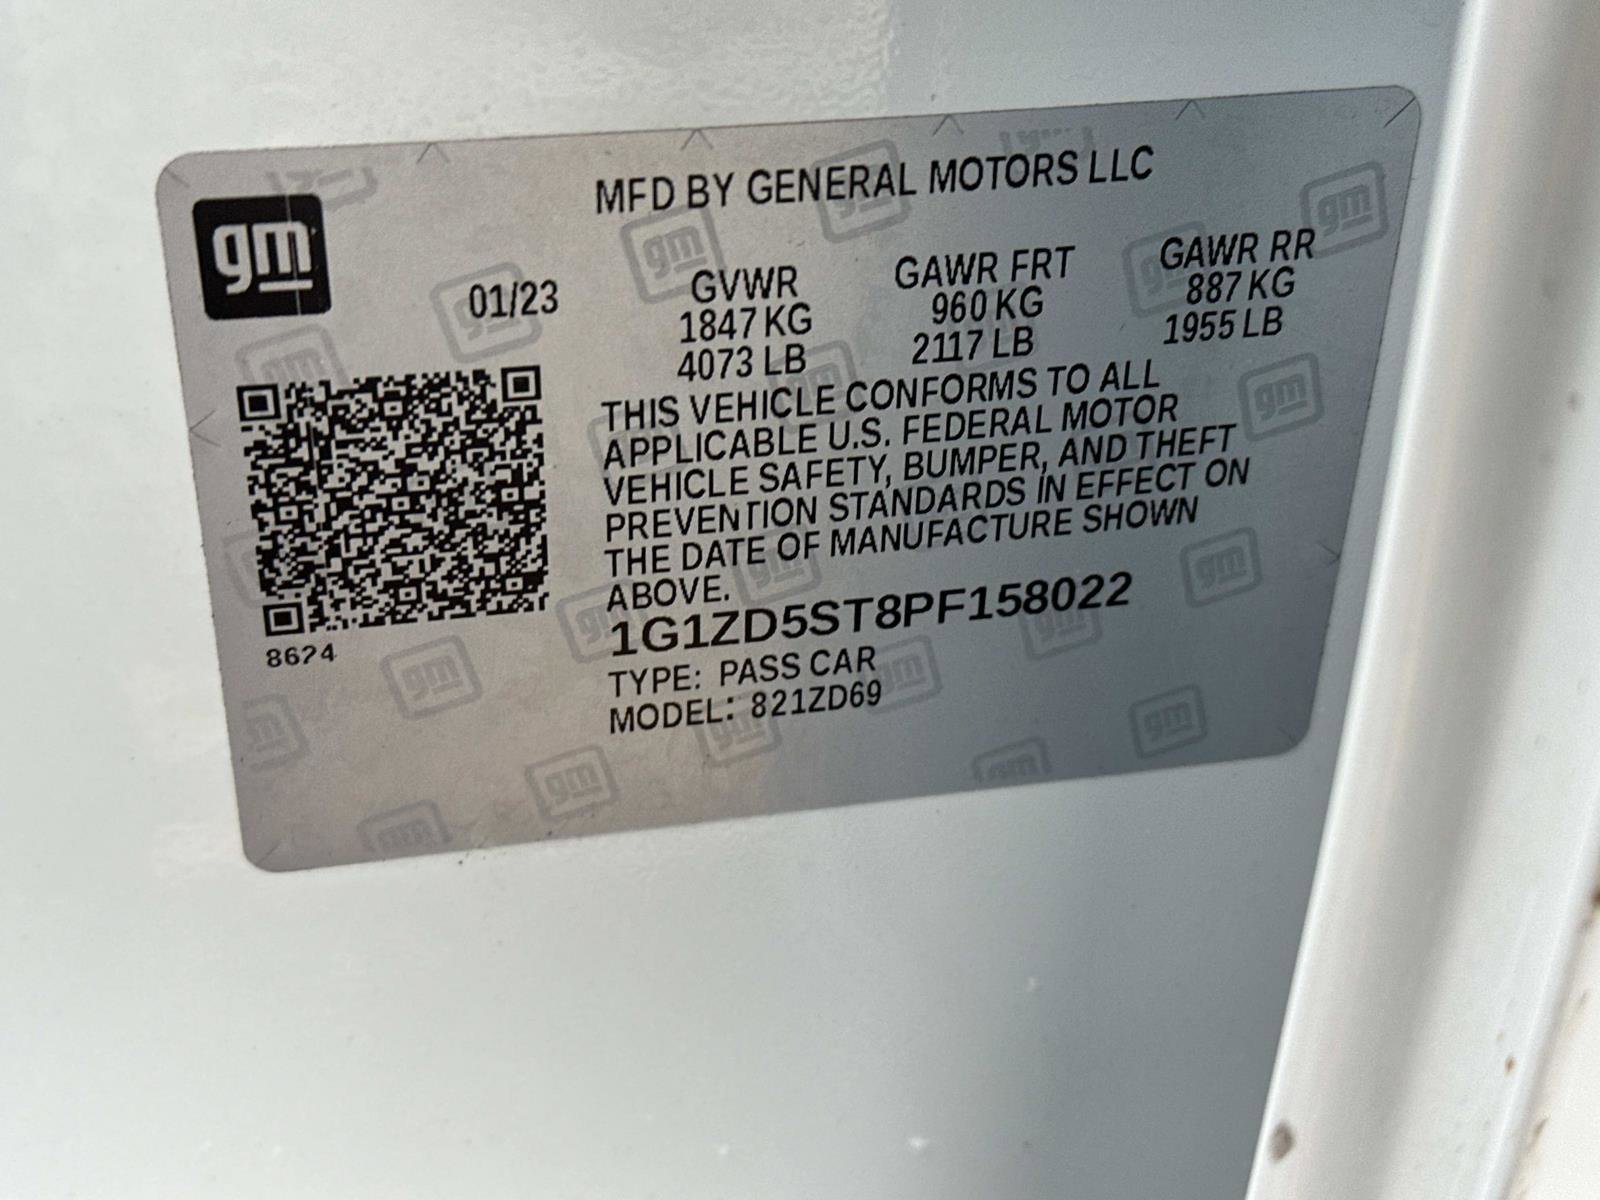 MFD BY GENERAL MOTORS LLC
gm
01/23
GVWR GAWR FRT GAWR RR
1847 KG 960 KG 887 KG
4073 LB 2117 LB 1955 LB
THIS VEHICLE CONFORMS TO ALL
APPLICABLE U.S. FEDERAL MOTOR
VEHICLE SAFETY, BUMPER, AND THEFT
PREVENTION STANDARDS IN EFFECT ON
THE DATE OF MANUFACTURE SHOWN
ABOVE.
1G1ZD5ST8PF158022
8624
TYPE: PASS CAR
MODEL: 821ZD69